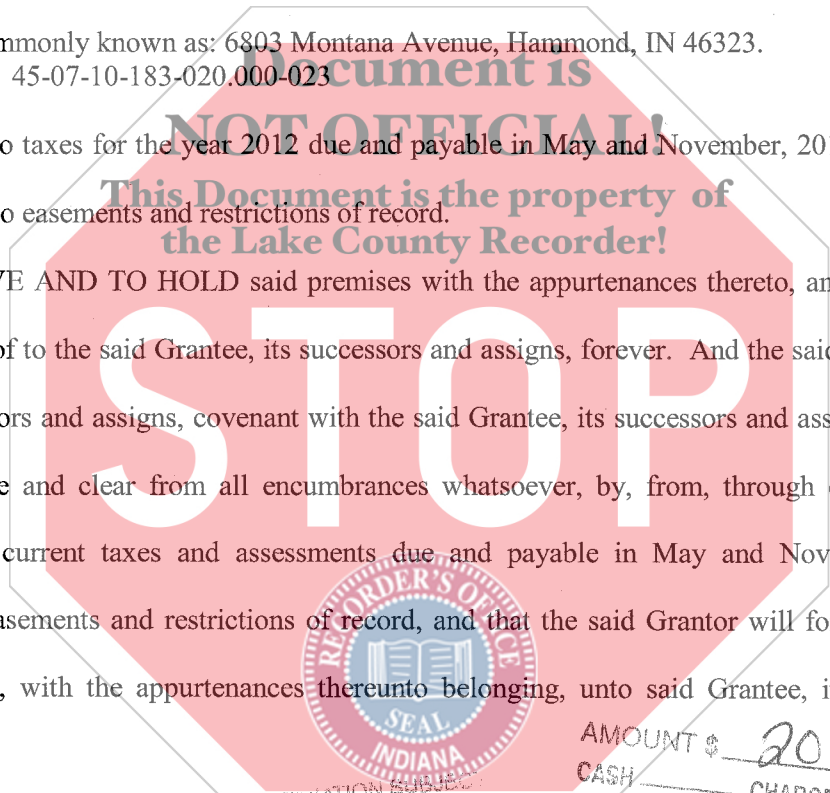 mmonly known as: 6803 Montana Avenue, Hammond, IN 46323.
45-07-10-183-020.000-023
Document is
o taxes for the year 2012 due and payable in May and November, 20
NOT OFFICIAL!
This Document is the property of
o easements and restrictions of record.
the Lake County Recorder!
VE AND TO HOLD said premises with the appurtenances thereto, an
of to the said Grantee, its successors and assigns, forever. And the said
STOP
ors and assigns, covenant with the said Grantee, its successors and ass
e and clear from all encumbrances whatsoever, by, from, through
current taxes and assessments due and payable in May and Nov
asements and restrictions of record, and that the said Grantor will fo
, with the appurtenances thereunto belonging, unto said Grantee, i
RECORDER'S OFFICE
SEAL
INDIANA
AMOUNT $ 20
CASH CHARG